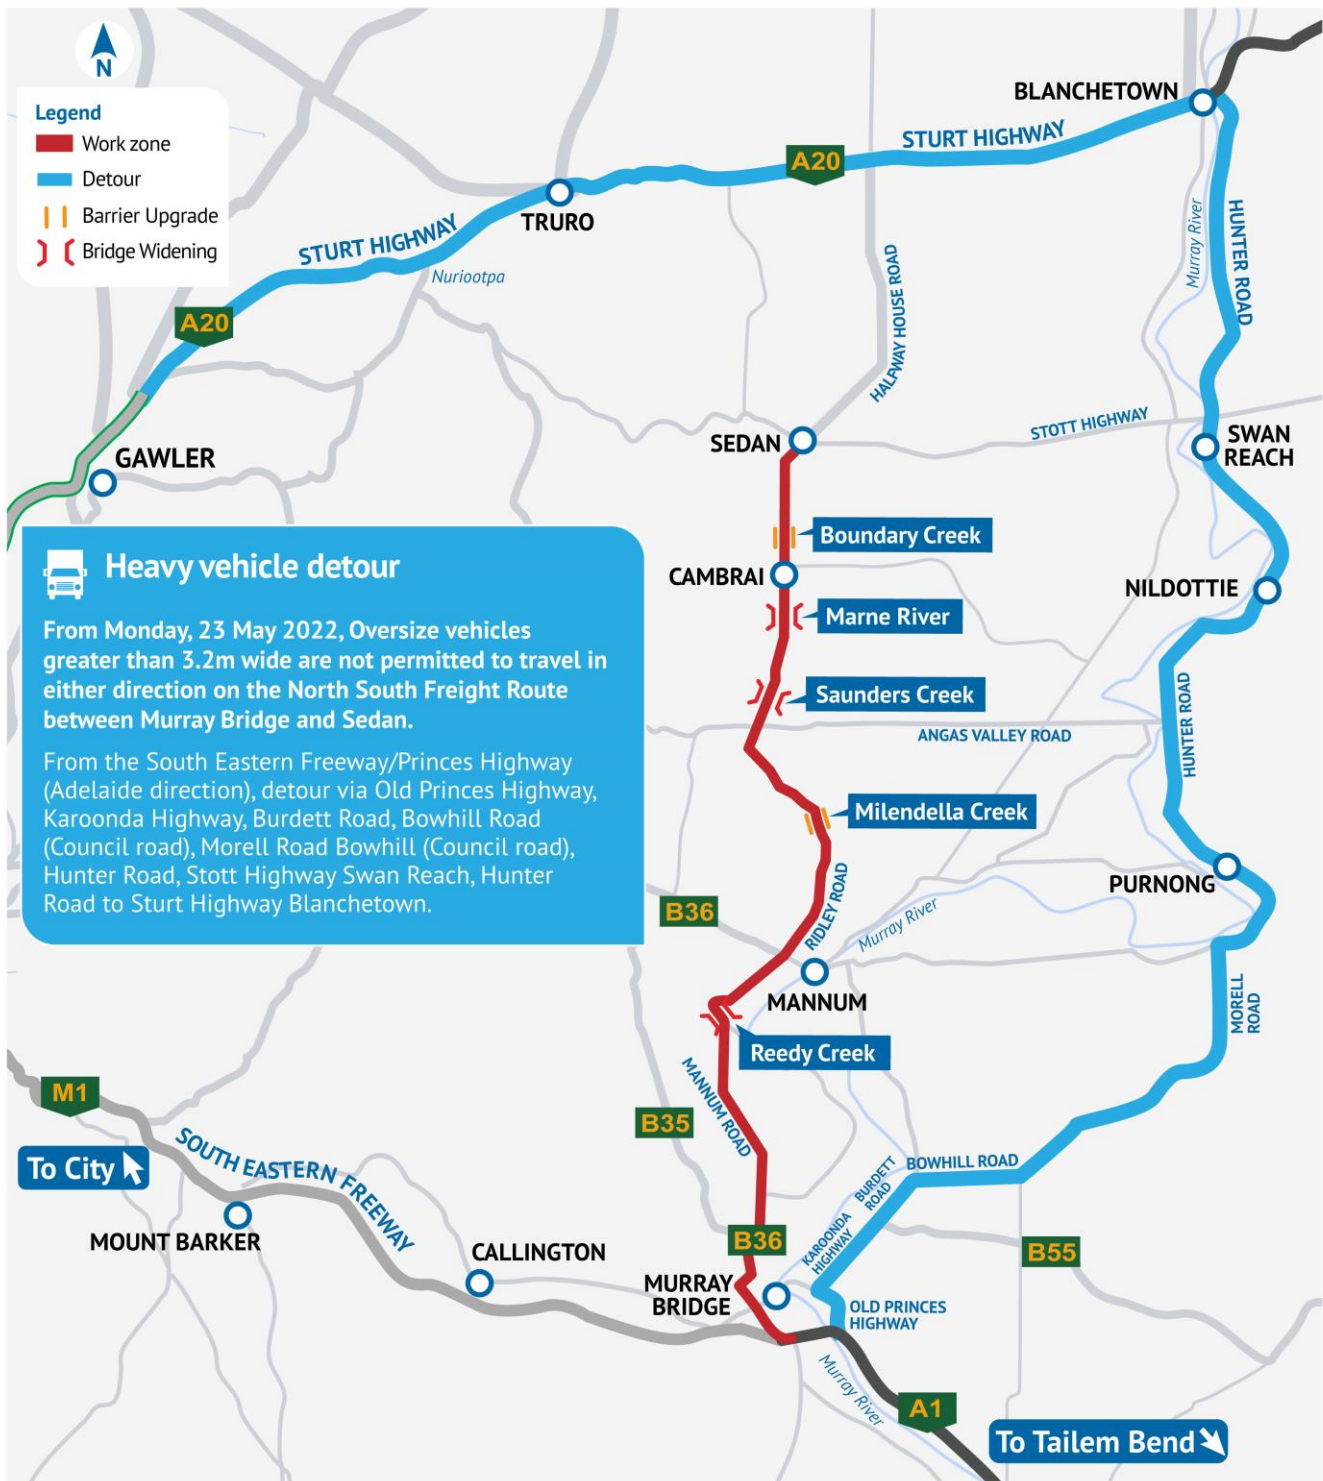 N
Legend
Work zone
Detour
Barrier Upgrade
Bridge Widening
BLANCHETOWN
STURT HIGHWAY
A20
TRURO
STURT HIGHWAY
Nuriootpa
A20
Murray River
HUNTER ROAD
HALFWAY HOUSE ROAD
STOTT HIGHWAY
SEDAN
SWAN
REACH
GAWLER
Boundary Creek
CAMBRAI
NILDOTTIE
Marne River
Saunders Creek
ANGAS VALLEY ROAD
HUNTER ROAD
Heavy vehicle detour
From Monday, 23 May 2022, Oversize vehicles
greater than 3.2m wide are not permitted to travel in
either direction on the North South Freight Route
between Murray Bridge and Sedan.
From the South Eastern Freeway/Princes Highway
(Adelaide direction), detour via Old Princes Highway,
Karoonda Highway, Burdett Road, Bowhill Road
(Council road), Morell Road Bowhill (Council road),
Hunter Road, Stott Highway Swan Reach, Hunter
Road to Sturt Highway Blanchetown.
Milendella Creek
PURNONG
B36
RIDLEY ROAD
Murray River
MANNUM
MORELL
ROAD
Reedy Creek
MANNUM ROAD
M1
B35
To City
SOUTH EASTERN FREEWAY
BURDETT
ROAD
BOWHILL ROAD
MOUNT BARKER
CALLINGTON
B36
KAROONDA
HIGHWAY
B55
MURRAY
BRIDGE
OLD PRINCES
HIGHWAY
Murray River
A1
To Tailem Bend